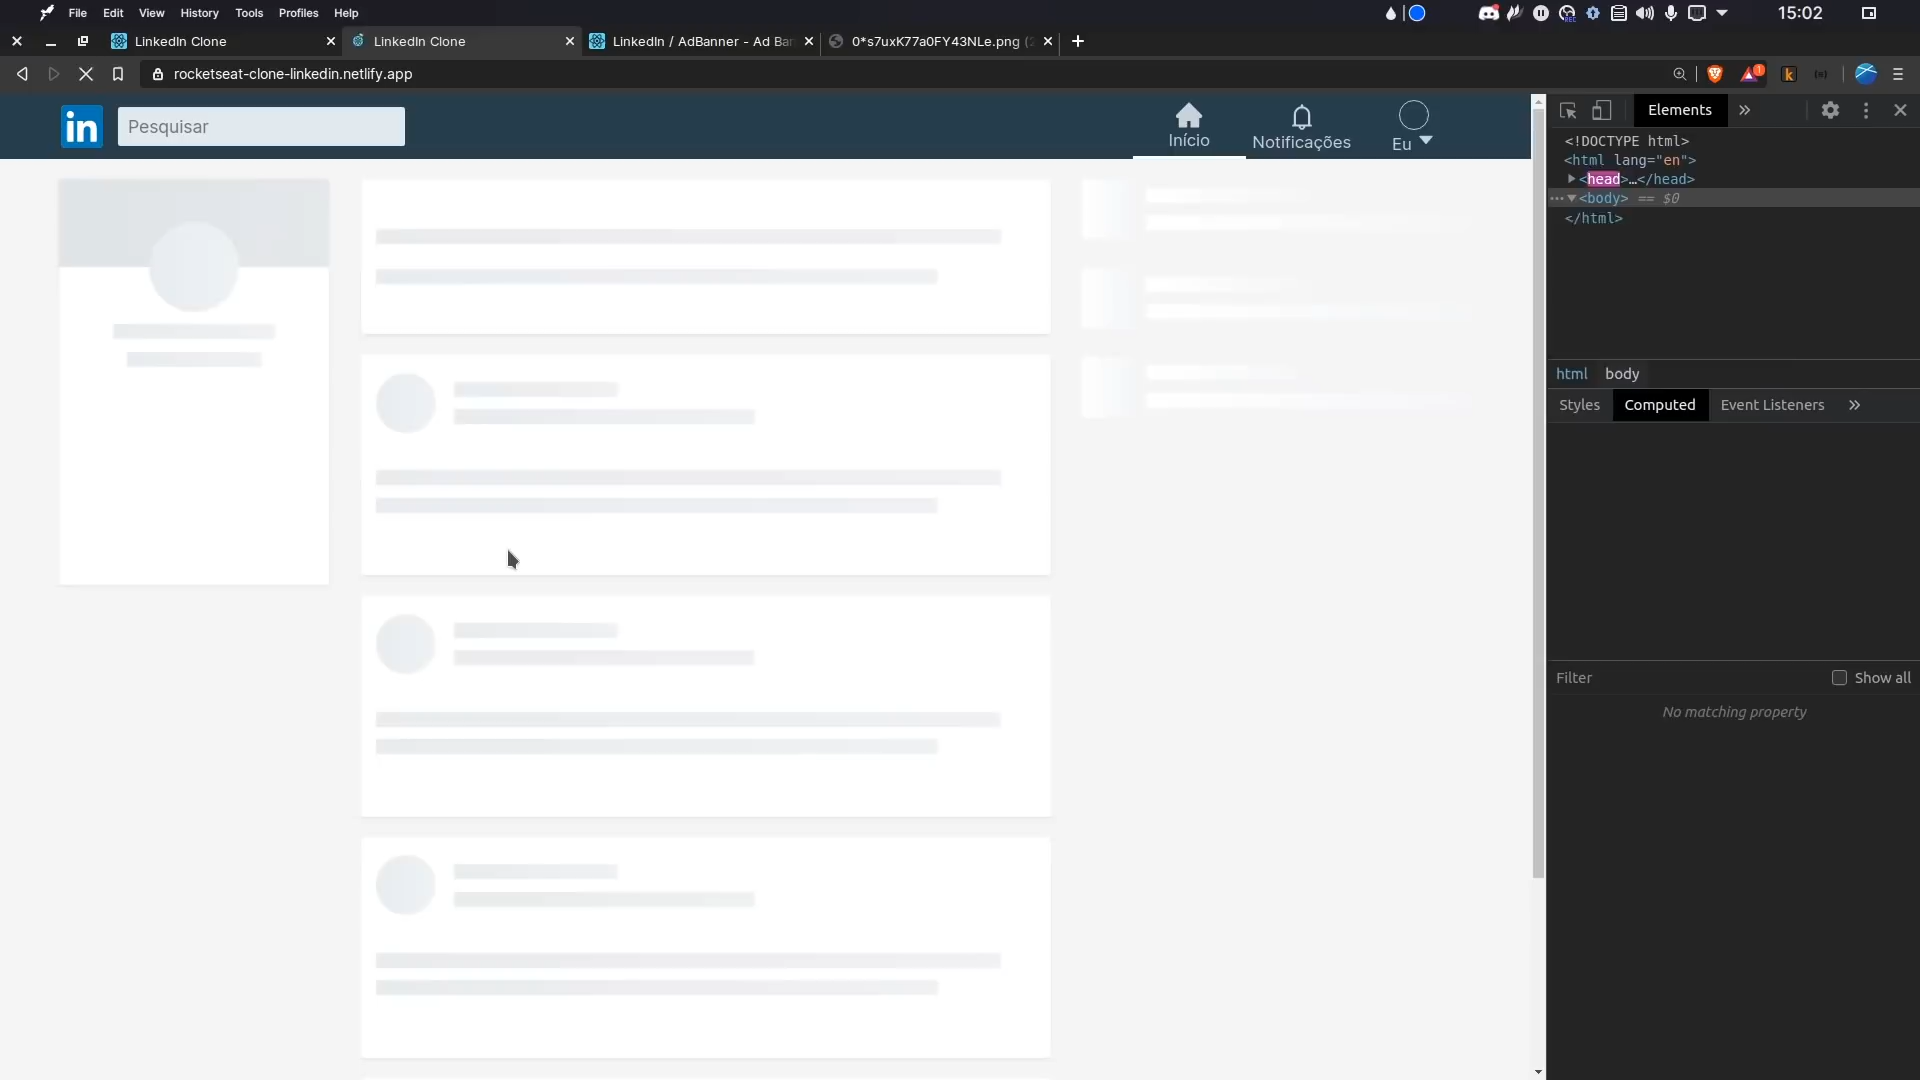 File Edit View History Tools Profiles Help
15:02
LinkedIn Clone
LinkedIn Clone
LinkedIn / AdBanner - Ad Ban
0*s7uxK77a0FY43NLe.png (
rocketseat-clone-linkedin.netlify.app
1
in
Pesquisar
Início
Notificações
Eu
Elements
<!DOCTYPE html>
<html lang="en">
<head>…</head>
<body> == $0
</html>
html body
Styles Computed Event Listeners
Filter
Show all
No matching property